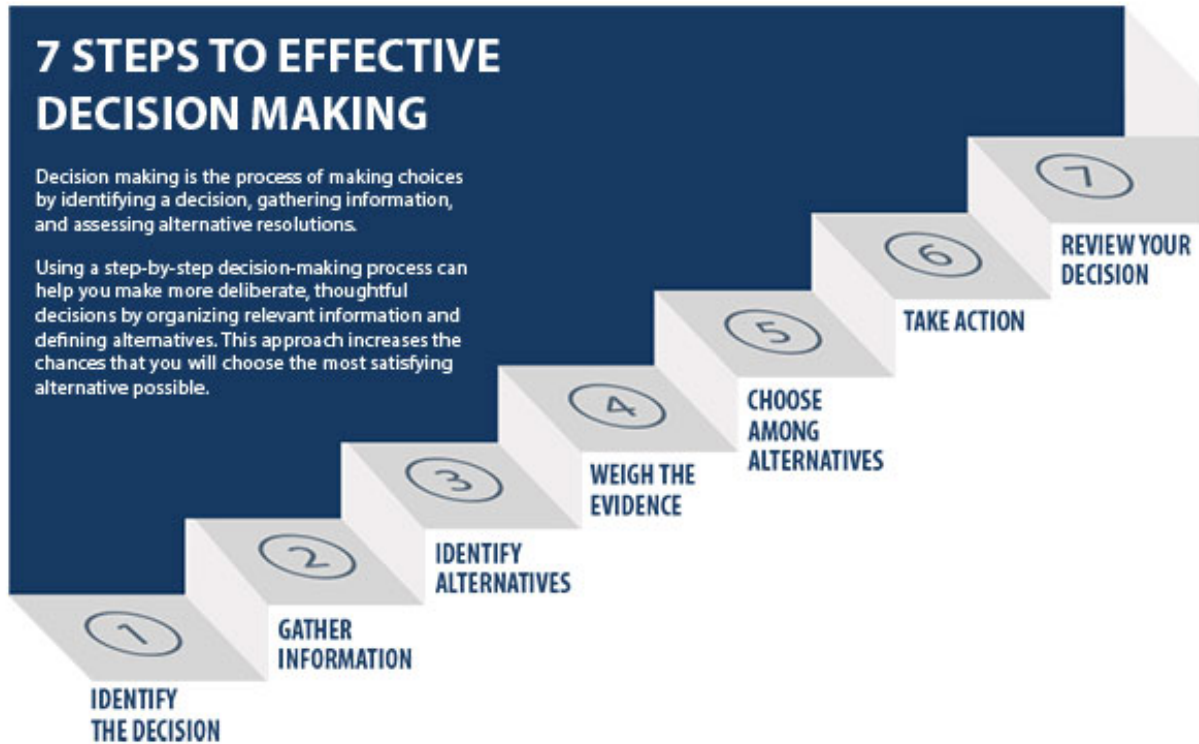 7 STEPS TO EFFECTIVE
DECISION MAKING
Decision making is the process of making choices
by identifying a decision, gathering information,
and assessing alternative resolutions.
Using a step-by-step decision-making process can
help you make more deliberate, thoughtful
decisions by organizing relevant information and
defining alternatives. This approach increases the
chances that you will choose the most satisfying
alternative possible.
1
IDENTIFY
THE DECISION
2
GATHER
INFORMATION
3
IDENTIFY
ALTERNATIVES
4
WEIGH THE
EVIDENCE
5
CHOOSE
AMONG
ALTERNATIVES
6
TAKE ACTION
7
REVIEW YOUR
DECISION